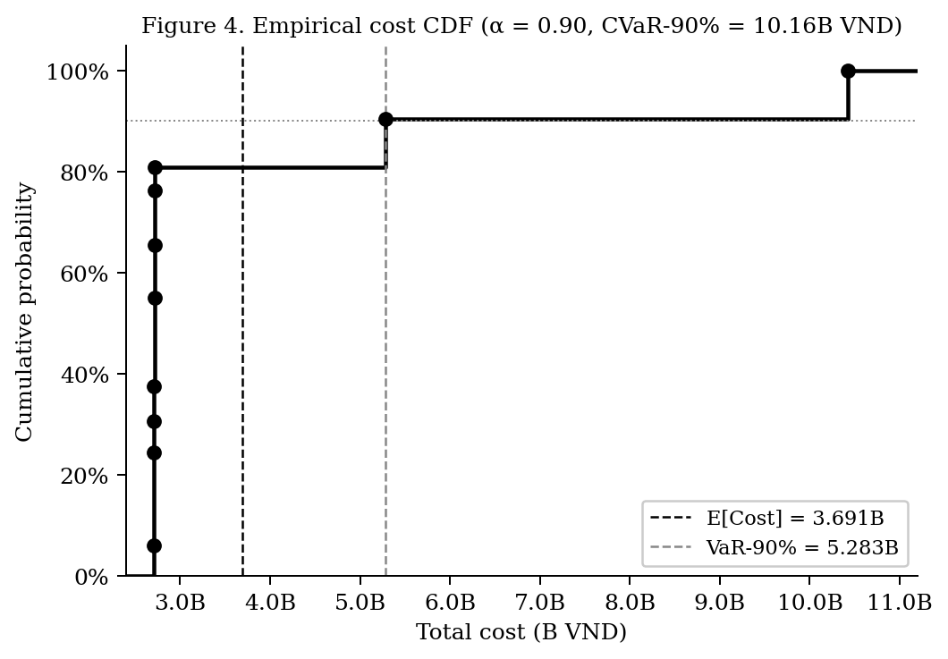 Figure 4. Empirical cost CDF (α = 0.90, CVaR-90% = 10.16B VND)
Cumulative probability
100%
80%
60%
40%
20%
0%
E[Cost] = 3.691B
VaR-90% = 5.283B
3.0B 4.0B 5.0B 6.0B 7.0B 8.0B 9.0B 10.0B 11.0B
Total cost (B VND)